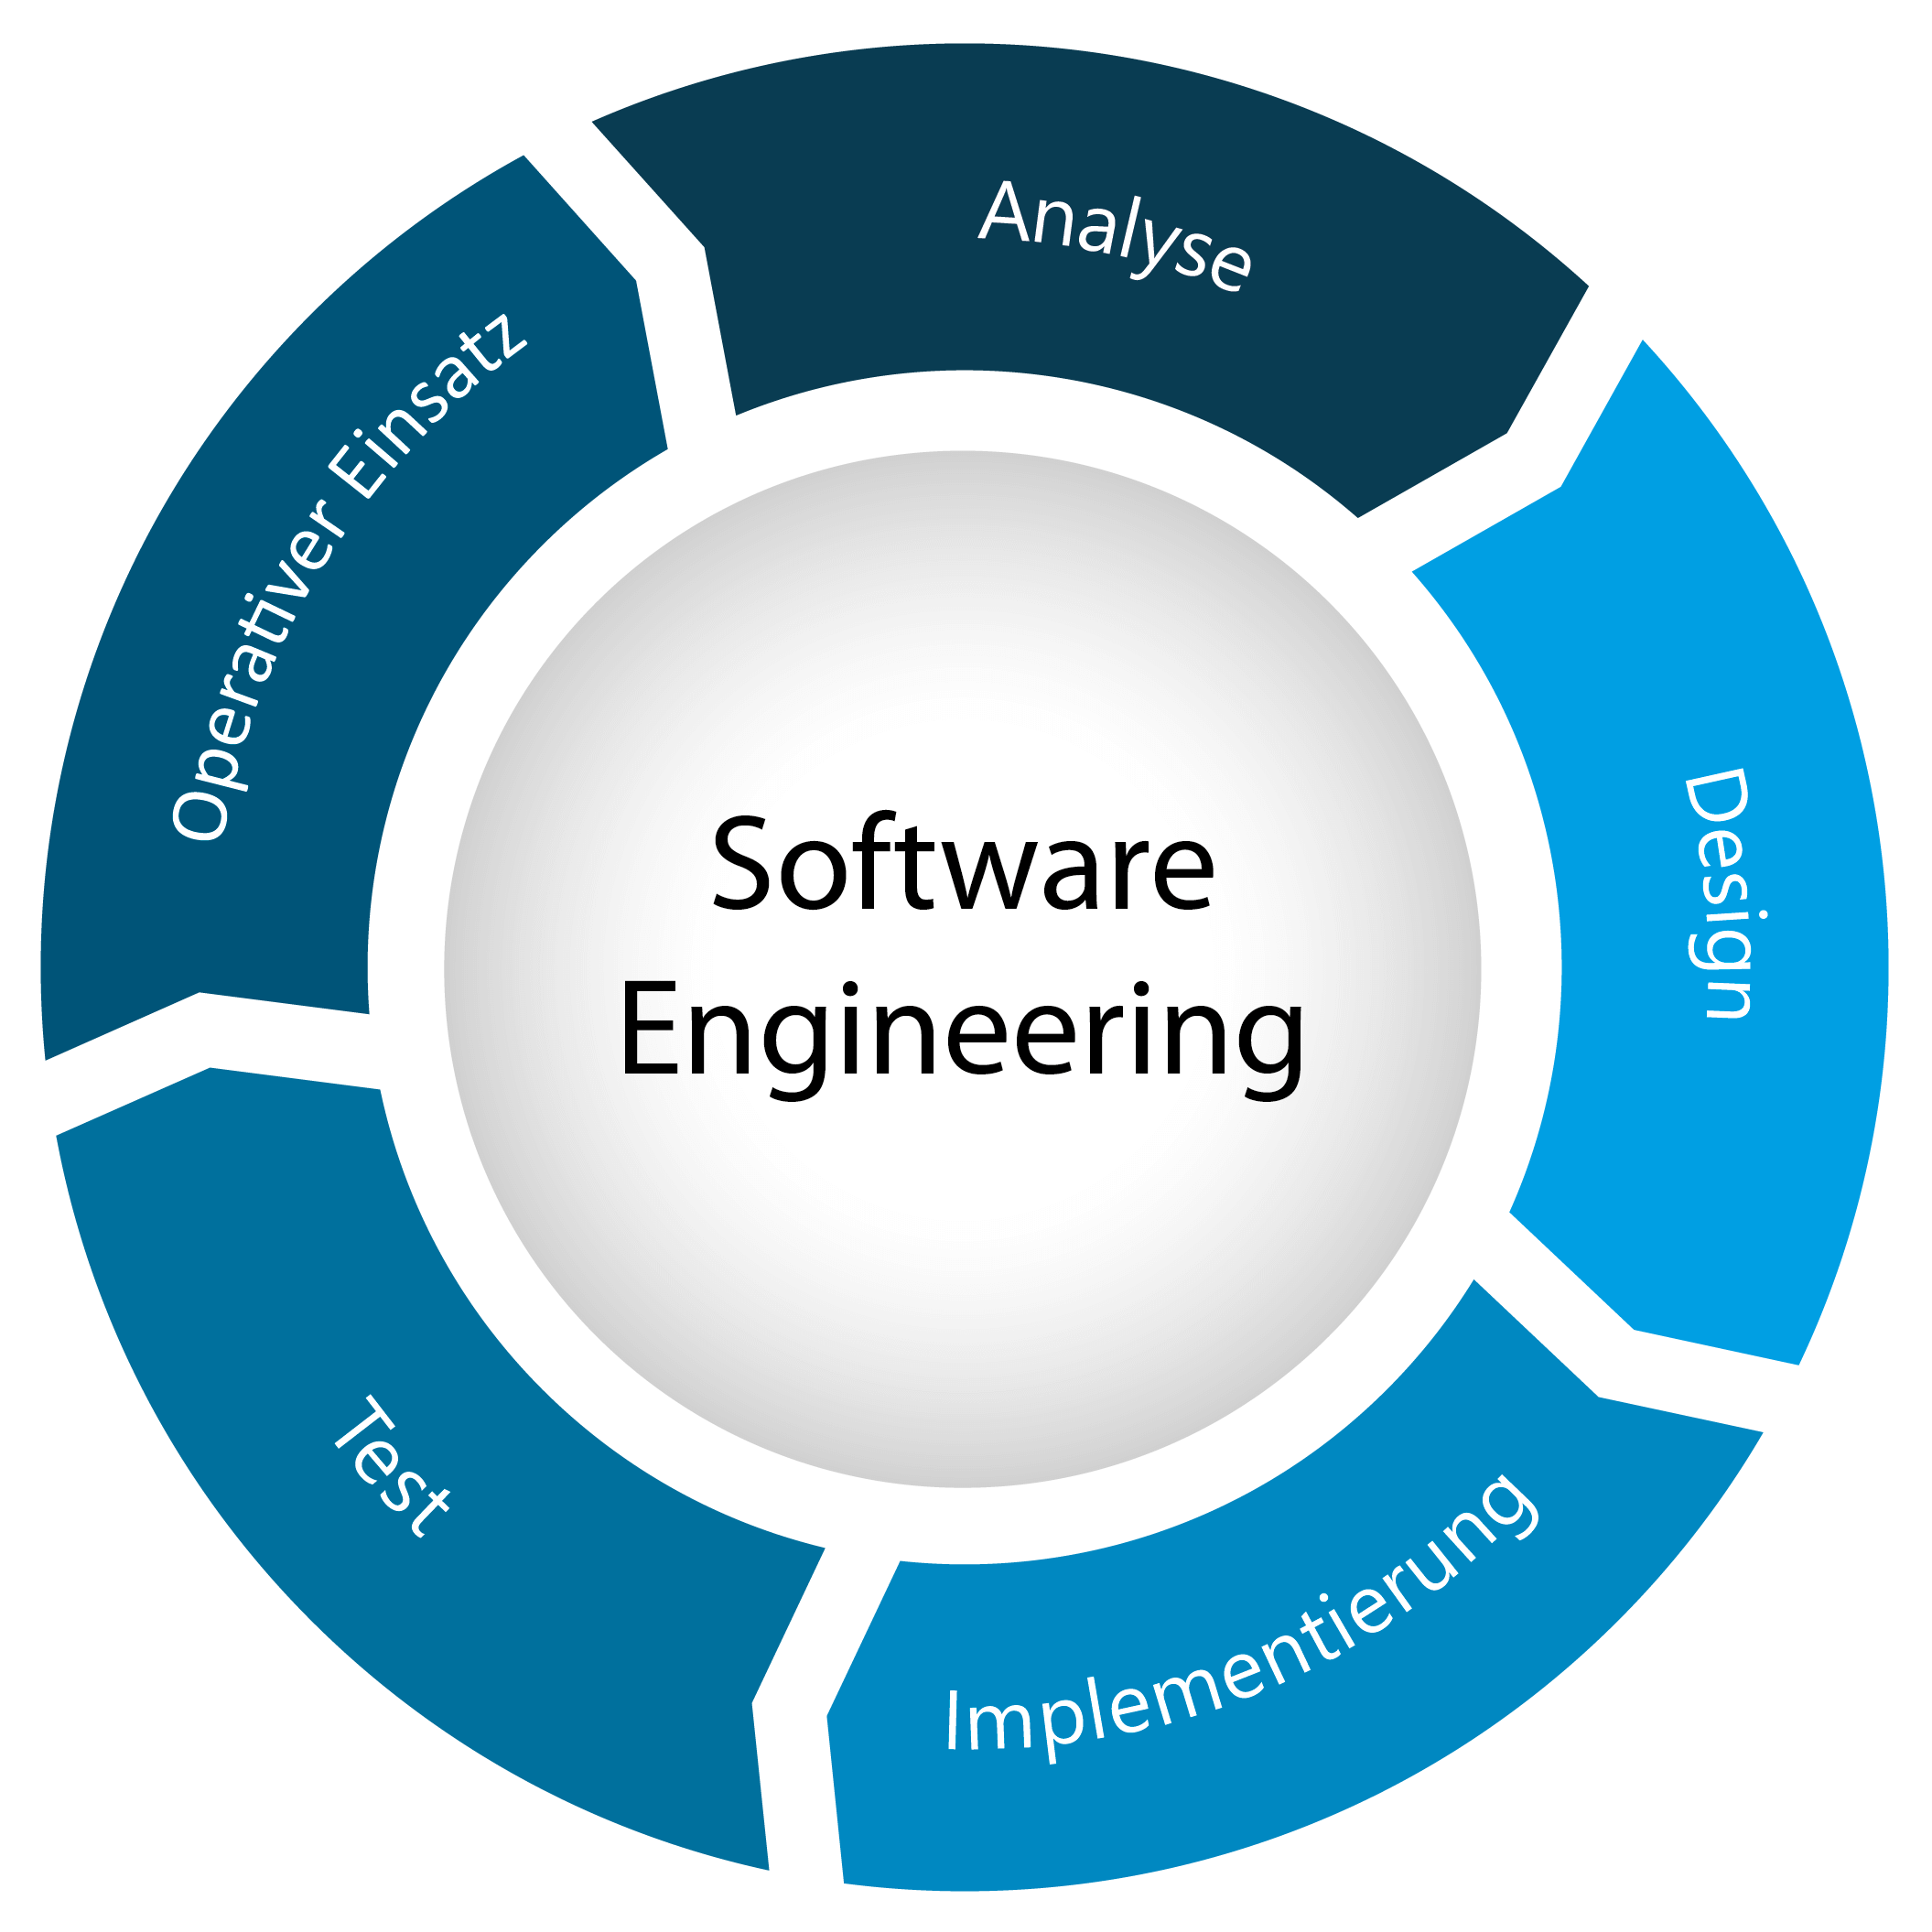 Analyse
Design
Implementierung
Test
Operativer Einsatz
Software
Engineering